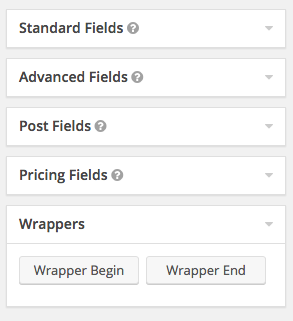 Standard Fields ?
Advanced Fields ?
Post Fields ?
Pricing Fields ?
Wrappers
Wrapper Begin Wrapper End